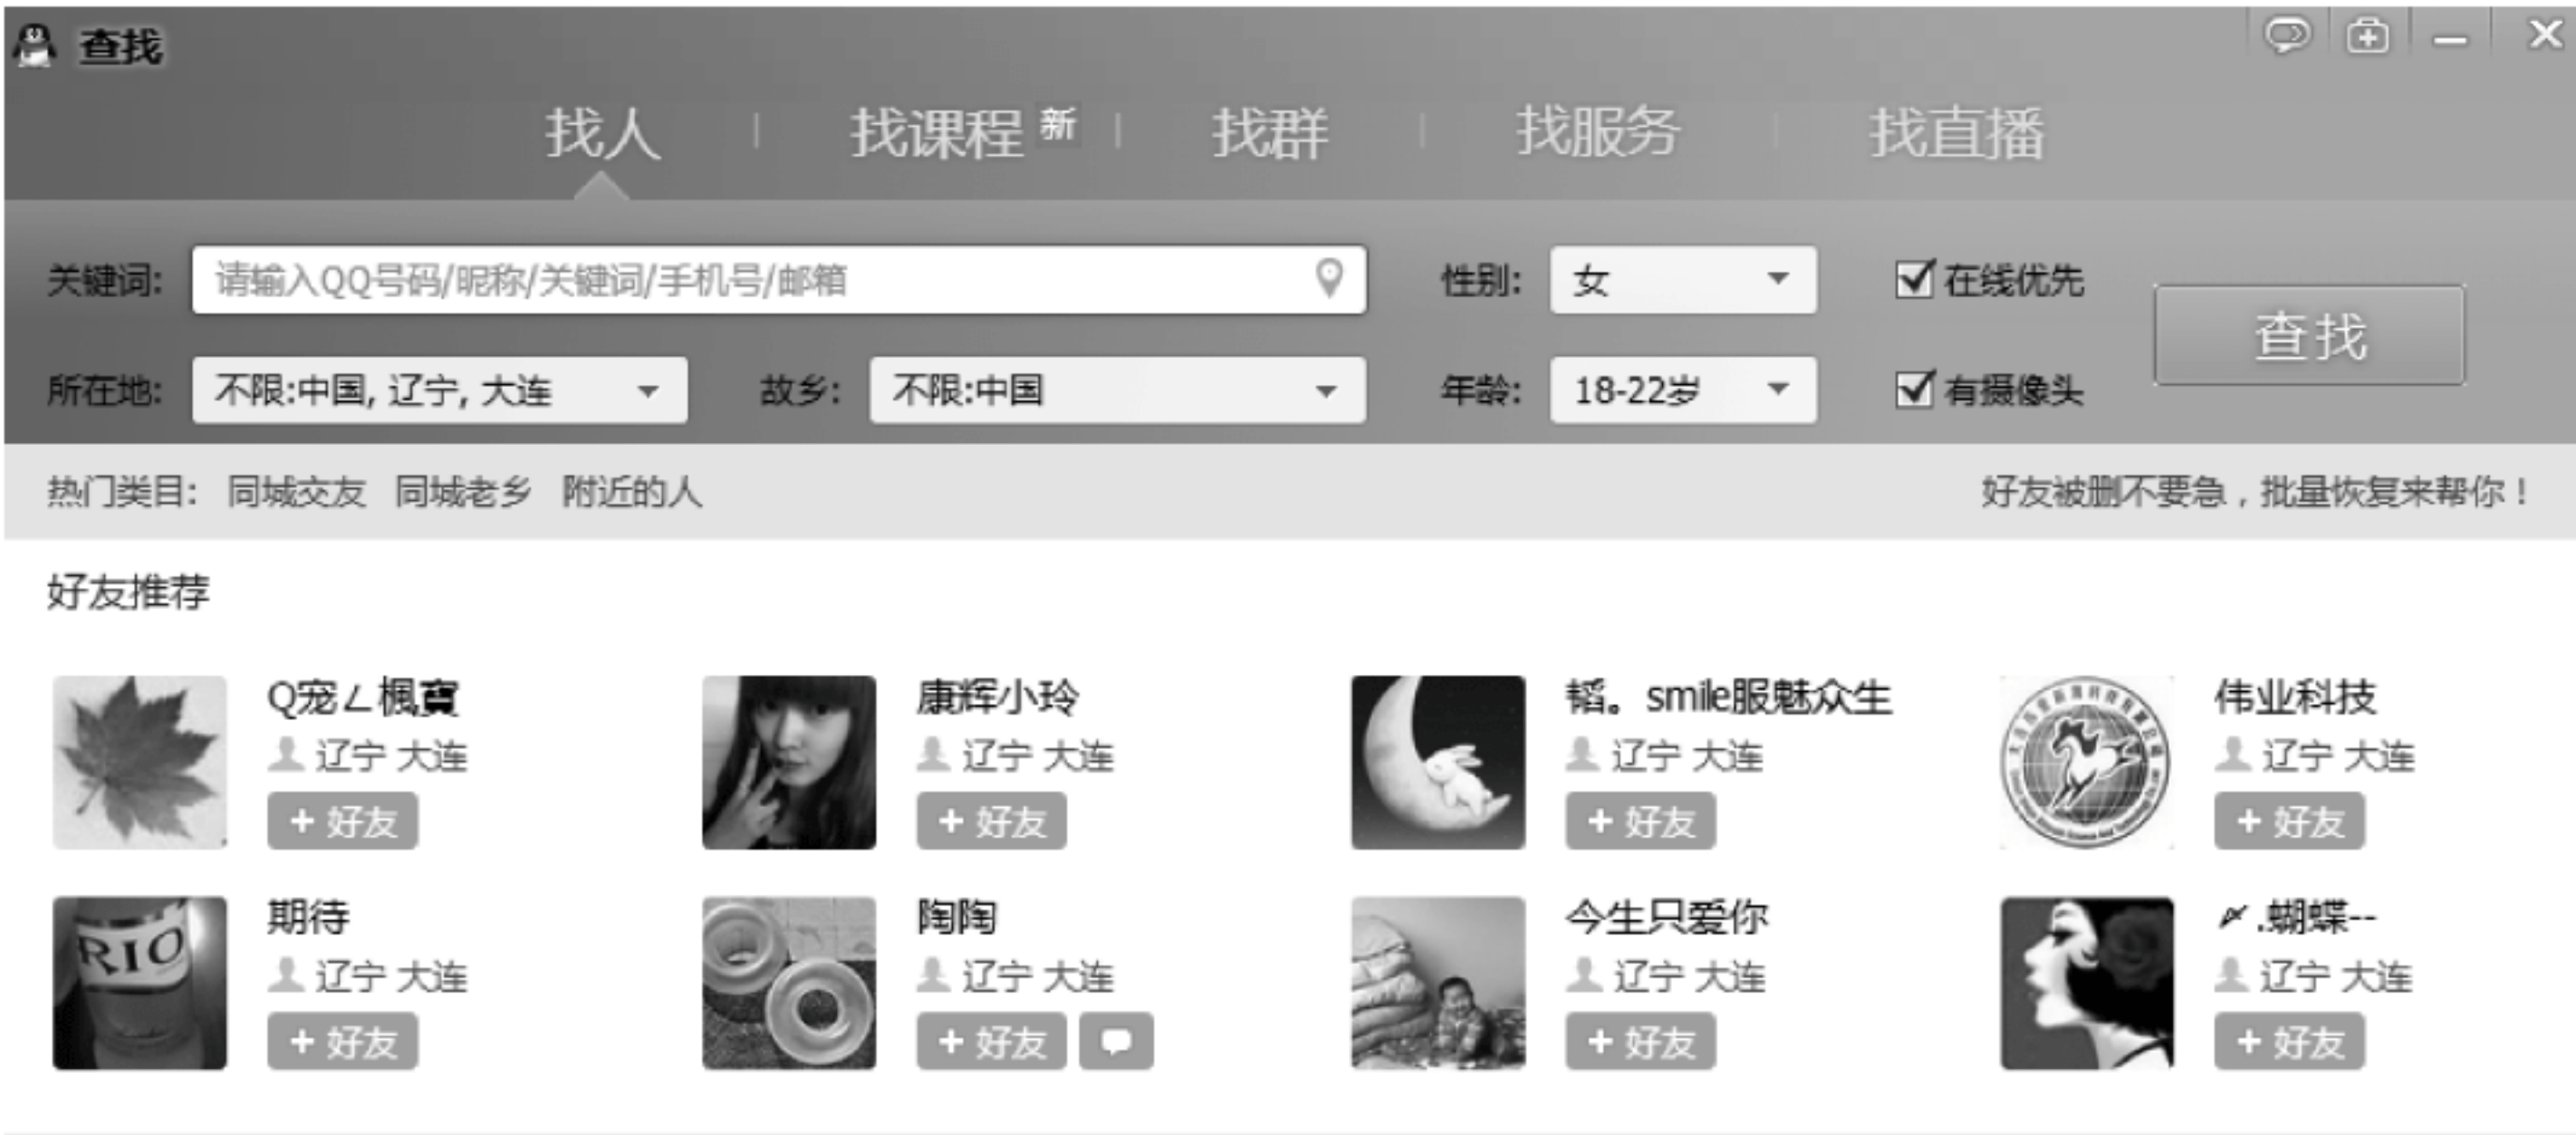 查找
找人 找课程 新 找群 找服务 找直播
关键词: 请输入QQ号码/昵称/关键词/手机号/邮箱 性别: 女 在线优先
查找
所在地: 不限:中国, 辽宁, 大连 故乡: 不限:中国 年龄: 18-22岁 有摄像头
热门类目: 同城交友 同城老乡 附近的人 好友被删不要急，批量恢复来帮你！
好友推荐
Q宠ㄥ楓寶 康辉小玲 韬。smile服魅众生 伟业科技
辽宁 大连 辽宁 大连 辽宁 大连 辽宁 大连
+ 好友 + 好友 + 好友 + 好友
RIO
期待 陶陶 今生只爱你 .蝴蝶--
辽宁 大连 辽宁 大连 辽宁 大连 辽宁 大连
+ 好友 + 好友 + 好友 + 好友